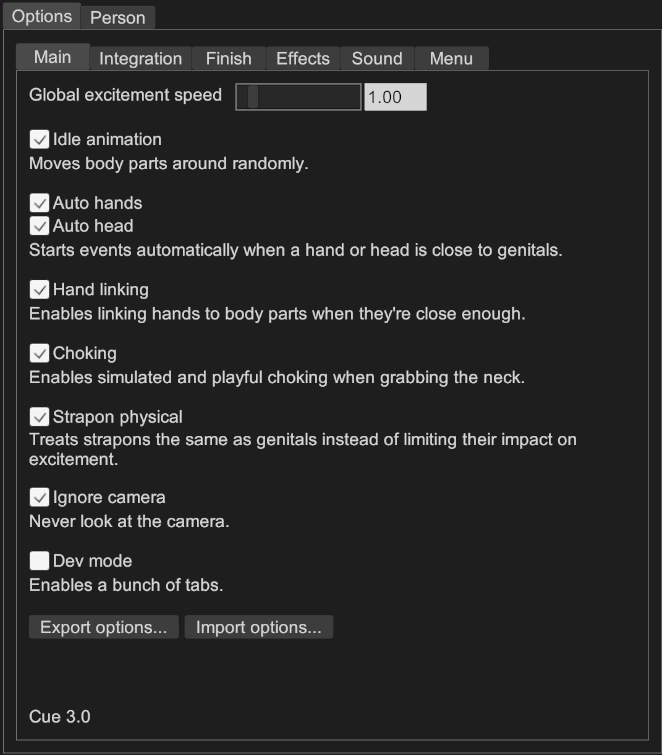 Options Person
Main Integration Finish Effects Sound Menu
Global excitement speed 1.00
Idle animation
Moves body parts around randomly.
Auto hands
Auto head
Starts events automatically when a hand or head is close to genitals.
Hand linking
Enables linking hands to body parts when they're close enough.
Choking
Enables simulated and playful choking when grabbing the neck.
Strapon physical
Treats strapons the same as genitals instead of limiting their impact on
excitement.
Ignore camera
Never look at the camera.
Dev mode
Enables a bunch of tabs.
Export options... Import options...
Cue 3.0